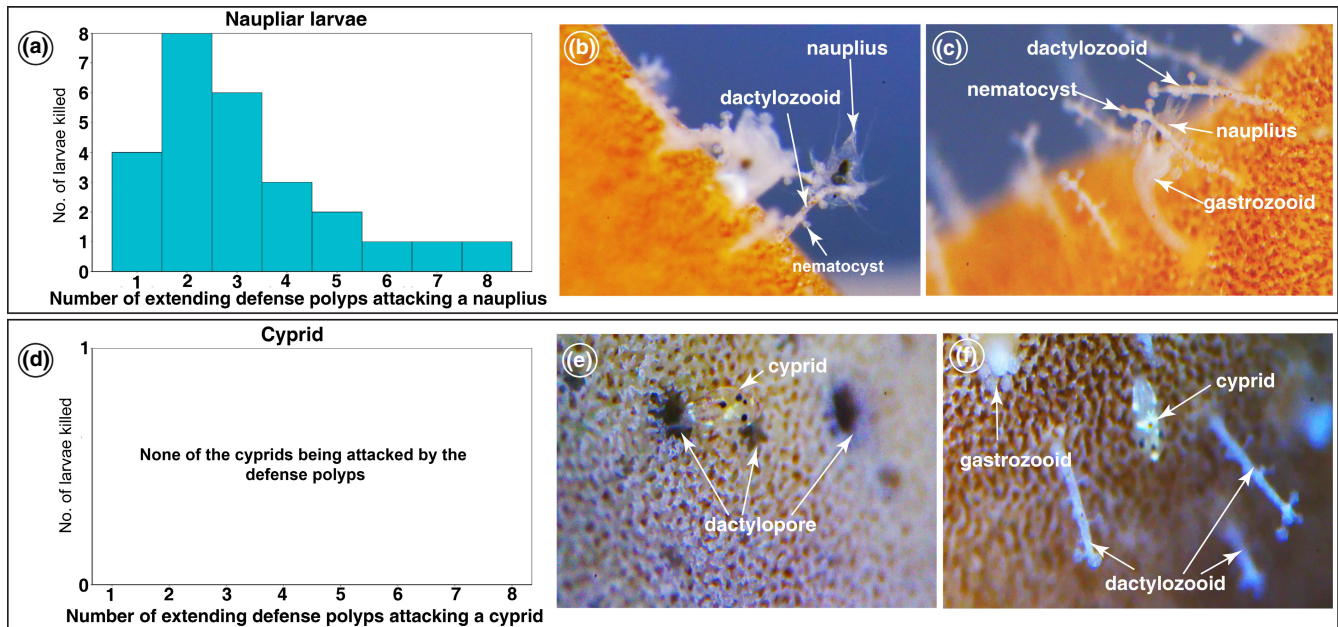 Naupliar larvae
(a)
No. of larvae killed
8
7
6
5
4
3
2
1
0
1 2 3 4 5 6 7 8
Number of extending defense polyps attacking a nauplius
(b)
nauplius
dactylozooid
nematocyst
(c)
dactylozooid
nematocyst
nauplius
gastrozooid
Cyprid
(d)
No. of larvae killed
1
0
None of the cyprids being attacked by the
defense polyps
1 2 3 4 5 6 7 8
Number of extending defense polyps attacking a cyprid
(e)
cyprid
dactylopore
(f)
cyprid
gastrozooid
dactylozooid